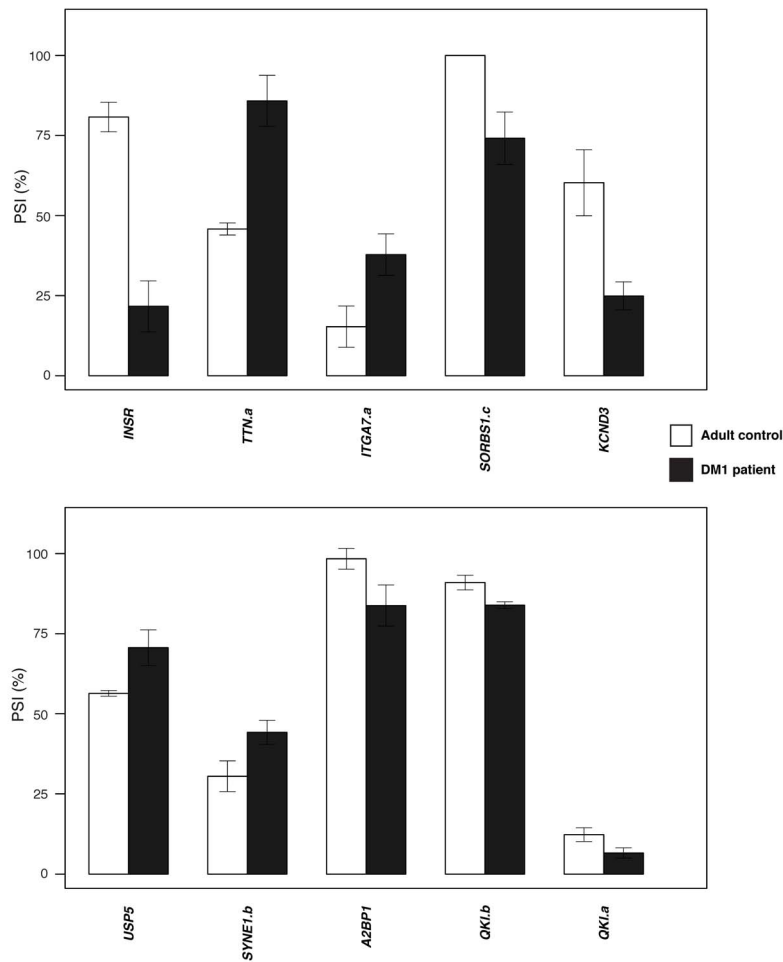 100
75
50
25
0
PSI (%)
INSR
TTN.a
ITGA7.a
SORBS1.c
KCND3
Adult control
DM1 patient
100
75
50
25
0
PSI (%)
USP5
SYNE1.b
A2BP1
QKI.b
QKI.a